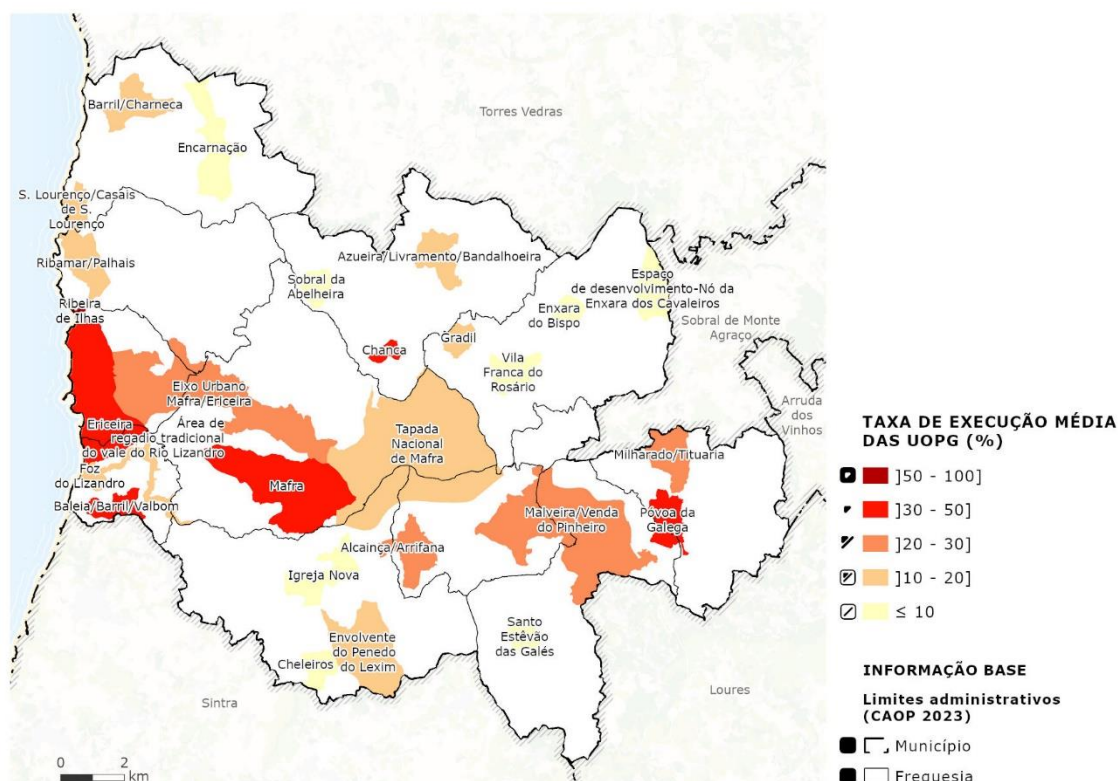 Torres Vedras
Barril/Charneca
Encarnação
S. Lourenço/Casais
de S.
Lourenço
Ribamar/Palhais
Azueira/Livramento/Bandalhoeira
Sobral da
Abelheira
Espaço
de desenvolvimento-Nó da
Enxara dos Cavaleiros
Enxara
do Bispo
Sobral de Monte
Agraço
Ribeira
de Ilhas
Gradil
Chanca
Vila
Franca do
Rosário
Eixo Urbano
Mafra/Ericeira
Arruda
dos
Vinhos
Ericeira
Área de
regadio tradicional
do vale do Rio Lizandro
Tapada
Nacional
de Mafra
Milharado/Tituaria
Foz
do Lizandro
Mafra
Baleia/Barril/Valbom
Malveira/Venda
do Pinheiro
Póvoa da
Galega
Alcainça/Arrifana
Igreja Nova
Santo
Estêvão
das Galés
Envolvente
do Penedo
do Lexim
Cheleiros
Sintra
Loures
0 2
km
TAXA DE EXECUÇÃO MÉDIA
DAS UOPG (%)
]50 - 100]
]30 - 50]
]20 - 30]
]10 - 20]
≤ 10
INFORMAÇÃO BASE
Limites administrativos
(CAOP 2023)
Município
Freguesia